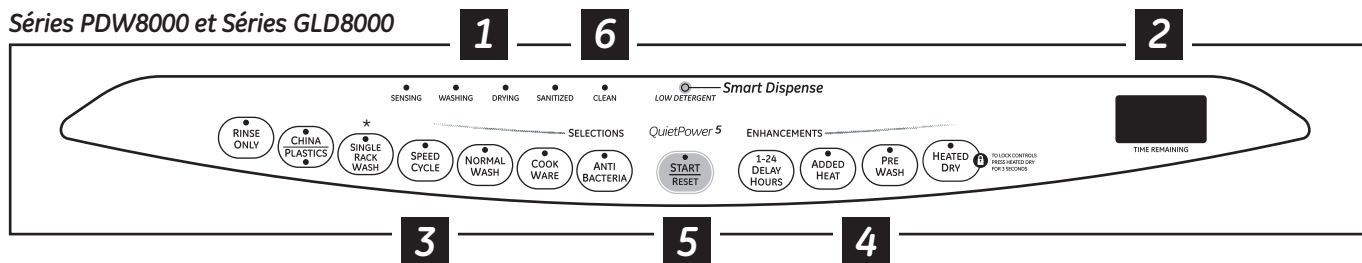 Séries PDW8000 et Séries GLD8000
1
6
2
SENSING
WASHING
DRYING
SANITIZED
CLEAN
LOW DETERGENT
Smart Dispense
TIME REMAINING
*
SELECTIONS
QuietPower 5
ENHANCEMENTS
RINSE
ONLY
CHINA
PLASTICS
SINGLE
RACK
WASH
SPEED
CYCLE
NORMAL
WASH
COOK
WARE
ANTI
BACTERIA
START
RESET
1-24
DELAY
HOURS
ADDED
HEAT
PRE
WASH
HEATED
DRY
TO LOCK CONTROLS
PRESS HEATED DRY
FOR 3 SECONDS
3
5
4